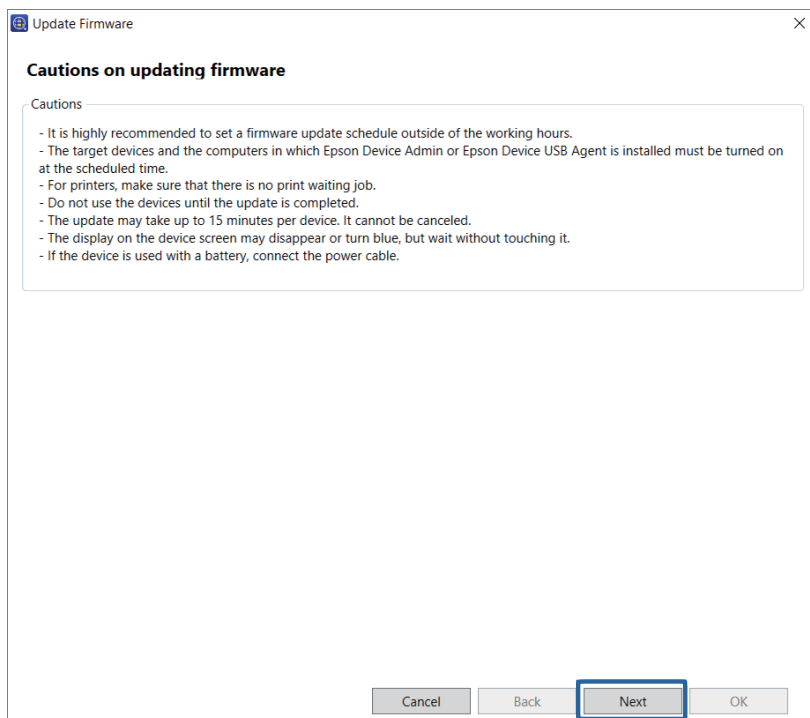 Update Firmware
Cautions on updating firmware
Cautions
- It is highly recommended to set a firmware update schedule outside of the working hours.
- The target devices and the computers in which Epson Device Admin or Epson Device USB Agent is installed must be turned on
at the scheduled time.
- For printers, make sure that there is no print waiting job.
- Do not use the devices until the update is completed.
- The update may take up to 15 minutes per device. It cannot be canceled.
- The display on the device screen may disappear or turn blue, but wait without touching it.
- If the device is used with a battery, connect the power cable.
Cancel Back Next OK